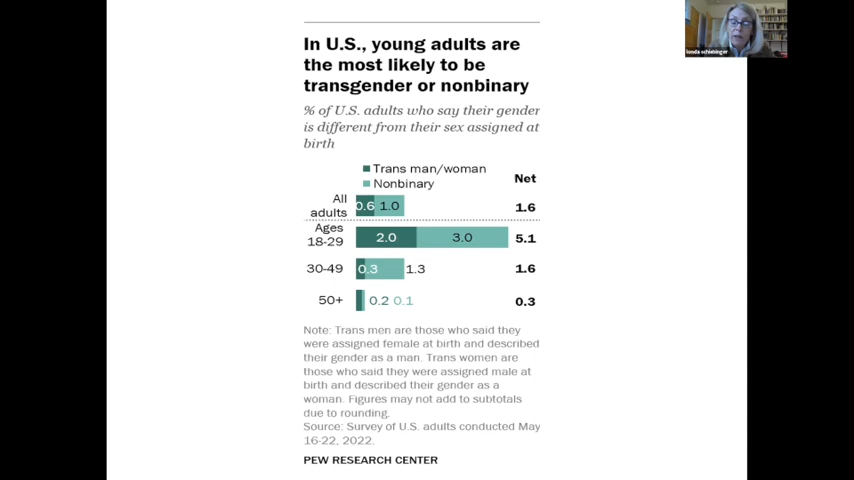 In U.S., young adults are
the most likely to be
transgender or nonbinary
% of U.S. adults who say their gender
is different from their sex assigned at
birth
Trans man/woman
Nonbinary
Net
All
adults
0.6 1.0 1.6
Ages
18-29
2.0 3.0 5.1
30-49 0.3 1.3 1.6
50+ 0.2 0.1 0.3
Note: Trans men are those who said they
were assigned female at birth and described
their gender as a man. Trans women are
those who said they were assigned male at
birth and described their gender as a
woman. Figures may not add to subtotals
due to rounding.
Source: Survey of U.S. adults conducted May
16-22, 2022.
PEW RESEARCH CENTER
londa schiebinger